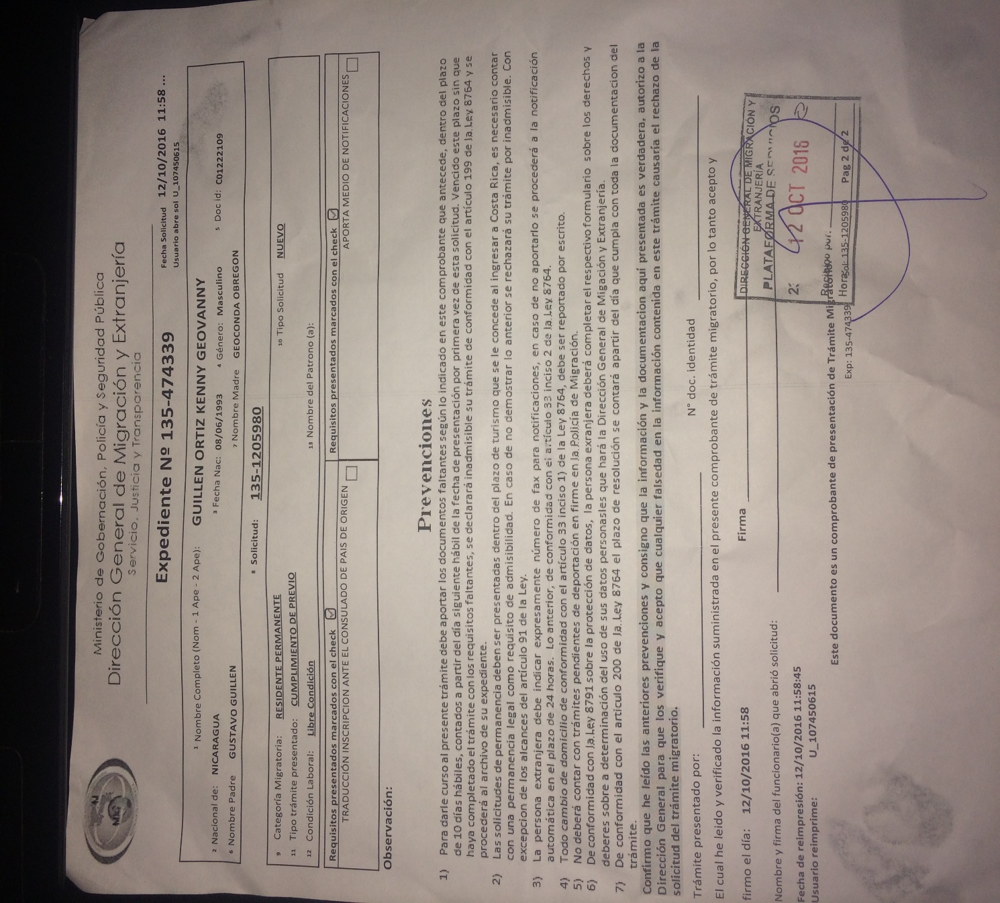 Ministerio de Gobernación, Policía y Seguridad Pública
Dirección General de Migración y Extranjería
Servicio, Justicia y Transparencia
Expediente Nº 135-474339
Fecha Solicitud 12/10/2016 11:58 ...
Usuario abre sol U_107450615
1 Nombre Completo (Nom - 1 Ape - 2 Ape): GUILLEN ORTIZ KENNY GEOVANNY
2 Nacional de: NICARAGUA 3 Fecha Nac: 08/06/1993 4 Género: Masculino 5 Doc id: C01222109
6 Nombre Padre GUSTAVO GUILLEN 7 Nombre Madre GEOCONDA OBREGON
8 Solicitud: 135-1205980
9 Categoría Migratoria: RESIDENTE PERMANENTE 10 Tipo Solicitud NUEVO
11 Tipo trámite presentado: CUMPLIMIENTO DE PREVIO
12 Condición Laboral: Libre Condición 13 Nombre del Patrono (a):
Requisitos presentados marcados con el check Requisitos presentados marcados con el check
TRADUCCIÓN INSCRIPCION ANTE EL CONSULADO DE PAIS DE ORIGEN APORTA MEDIO DE NOTIFICACIONES
Observación:
Prevenciones
1) Para darle curso al presente trámite debe aportar los documentos faltantes según lo indicado en este comprobante que antecede, dentro del plazo
de 10 días hábiles, contados a partir del día siguiente hábil de la fecha de presentación por primera vez de esta solicitud. Vencido este plazo sin que
haya completado el trámite con los requisitos faltantes, se declarará inadmisible su trámite de conformidad con el artículo 199 de la Ley 8764 y se
procederá al archivo de su expediente.
2) Las solicitudes de permanencia deben ser presentadas dentro del plazo de turismo que se le concede al ingresar a Costa Rica, es necesario contar
con una permanencia legal como requisito de admisibilidad. En caso de no demostrar lo anterior se rechazará su trámite por inadmisible. Con
excepcion de los alcances del artículo 91 de la Ley.
3) La persona extranjera debe indicar expresamente número de fax para notificaciones, en caso de no aportarlo se procederá a la notificación
automática en el plazo de 24 horas. Lo anterior, de conformidad con el artículo 33 inciso 2 de la Ley 8764.
4) Todo cambio de domicilio de conformidad con el artículo 33 inciso 1) de la Ley 8764, debe ser reportado por escrito.
5) No deberá contar con trámites pendientes de deportación en firme en la Policía de Migración.
6) De conformidad con la Ley 8791 sobre la protección de datos, la persona exranjera deberá completar el respectivo formulario sobre los derechos y
deberes sobre a determinación del uso de sus datos personasles que hará la Dirección General de Migación y Extranjería.
7) De conformidad con el articulo 200 de la Ley 8764 el plazo de resolución se contará apartir del día que cumpla con toda la documentacion del
trámite.
Confirmo que he leído las anteriores prevenciones y consigno que la información y la documentacion aquí presentada es verdadera, autorizo a la
Dirección General para que los verifique y acepto que cualquier falsedad en la información contenida en este trámite causaría el rechazo de la
solicitud del trámite migratorio.
Trámite presentado por: N° doc. identidad
El cual he leído y verificado la información suministrada en el presente comprobante de trámite migratorio, por lo tanto acepto y
firmo el día: 12/10/2016 11:58 Firma
Nombre y firma del funcionario(a) que abrió solicitud:
DIRECCIÓN GENERAL DE MIGRACIÓN Y
EXTRANJERÍA
PLATAFORMA DE SERVICIOS
12 OCT 2016
Recibido por:
Hora:
Fecha de reimpresión: 12/10/2016 11:58:45
Usuario reimprime: U_107450615
Este documento es un comprobante de presentación de Trámite Migratorio.
Exp: 135-474339 Sol: 135-1205980 Pag 2 de 2